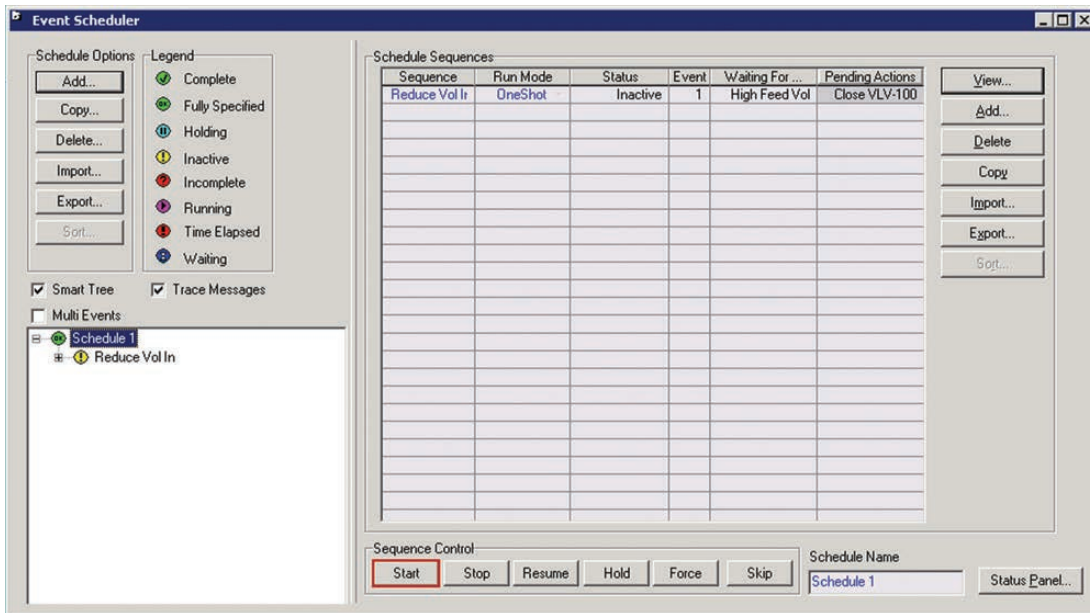 Event Scheduler
Schedule Options
Add...
Copy...
Delete...
Import...
Export...
Sort...
Legend
Complete
Fully Specified
Holding
Inactive
Incomplete
Running
Time Elapsed
Waiting
Smart Tree
Trace Messages
Multi Events
Schedule 1
Reduce Vol In
Schedule Sequences
Sequence Run Mode Status Event Waiting For ... Pending Actions
Reduce Vol Ir OneShot Inactive 1 High Feed Vol Close VLV-100
View...
Add...
Delete
Copy
Import...
Export...
Sort...
Sequence Control
Start Stop Resume Hold Force Skip
Schedule Name
Schedule 1
Status Panel...